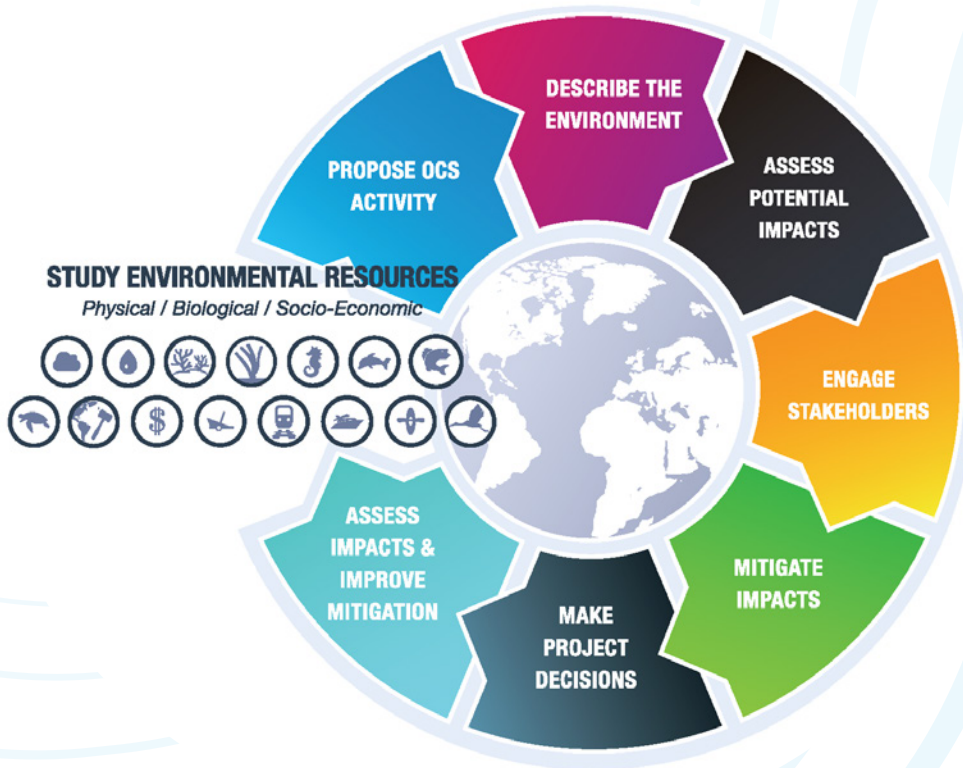 DESCRIBE THE
ENVIRONMENT
PROPOSE OCS
ACTIVITY
ASSESS
POTENTIAL
IMPACTS
STUDY ENVIRONMENTAL RESOURCES
Physical / Biological / Socio-Economic
$
ENGAGE
STAKEHOLDERS
MITIGATE
IMPACTS
MAKE
PROJECT
DECISIONS
ASSESS
IMPACTS &
IMPROVE
MITIGATION